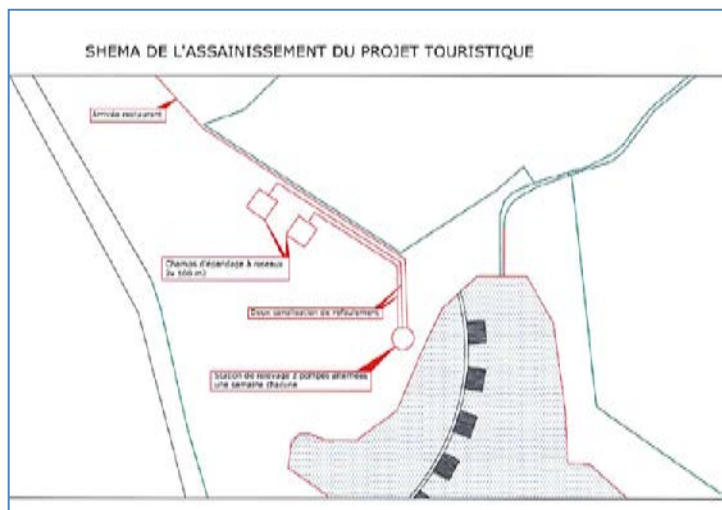 SHEMA DE L'ASSAINISSEMENT DU PROJET TOURISTIQUE
Arrivée restaurant
Champs d'épandage à roseaux
Deux canalisation de refoulement
Station de relevage 2 pompes alternées
une semaine chacune